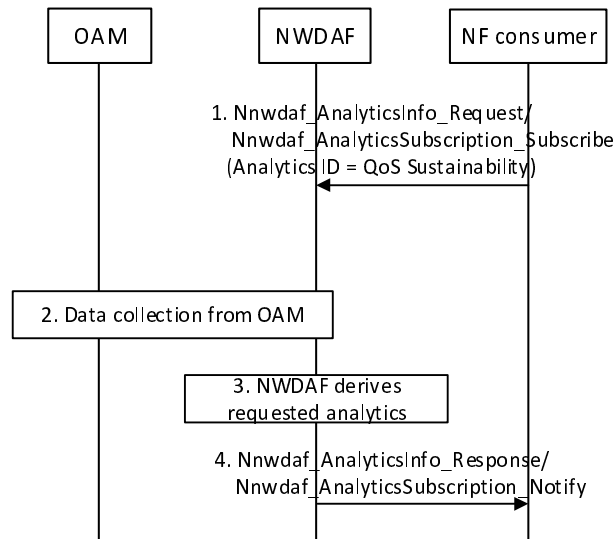 OAM
NWDAF
NF consumer
1. Nnwdaf_AnalyticsInfo_Request/
Nnwdaf_AnalyticsSubscription_Subscribe
(Analytics ID = QoS Sustainability)
2. Data collection from OAM
3. NWDAF derives
requested analytics
4. Nnwdaf_AnalyticsInfo_Response/
Nnwdaf_AnalyticsSubscription_Notify